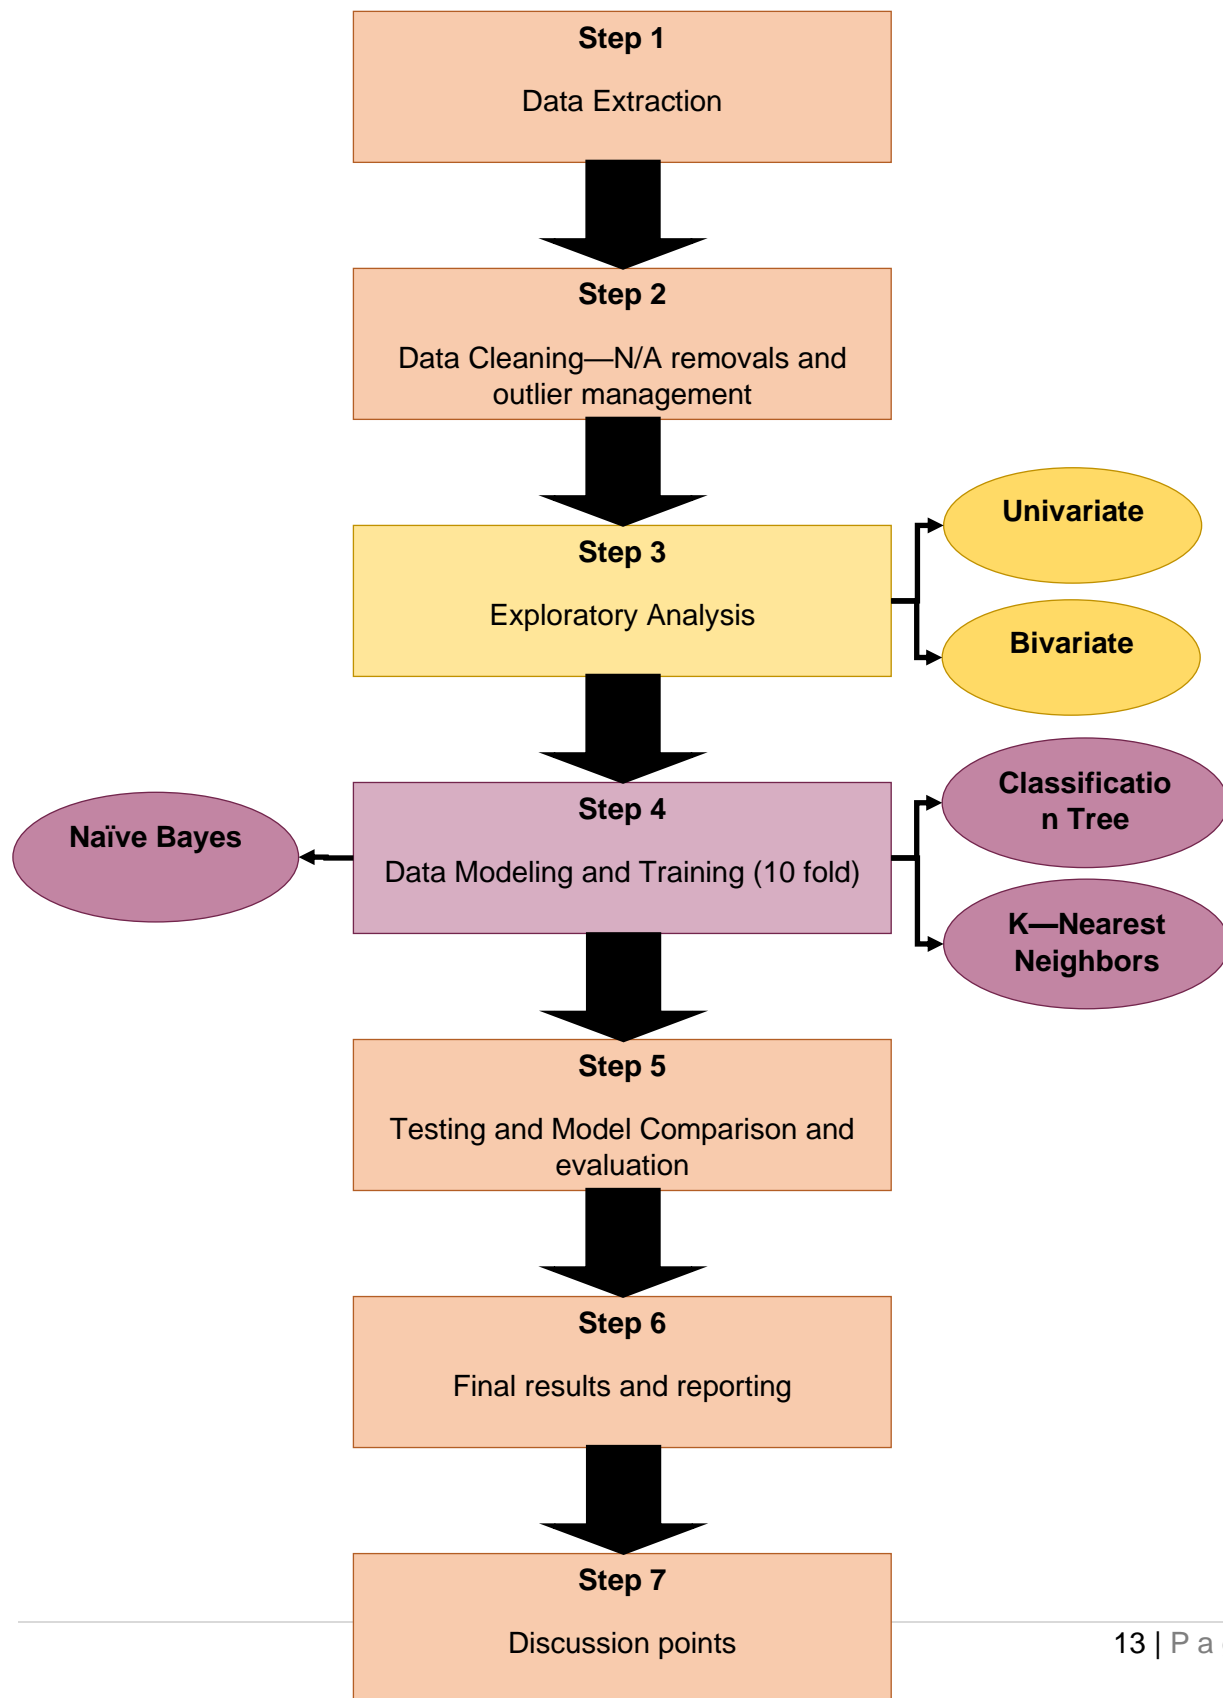 Step 1
Data Extraction
Step 2
Data Cleaning—N/A removals and
outlier management
Step 3
Exploratory Analysis
Univariate
Bivariate
Step 4
Data Modeling and Training (10 fold)
Naïve Bayes
Classificatio
n Tree
K—Nearest
Neighbors
Step 5
Testing and Model Comparison and
evaluation
Step 6
Final results and reporting
Step 7
Discussion points
13 | P a